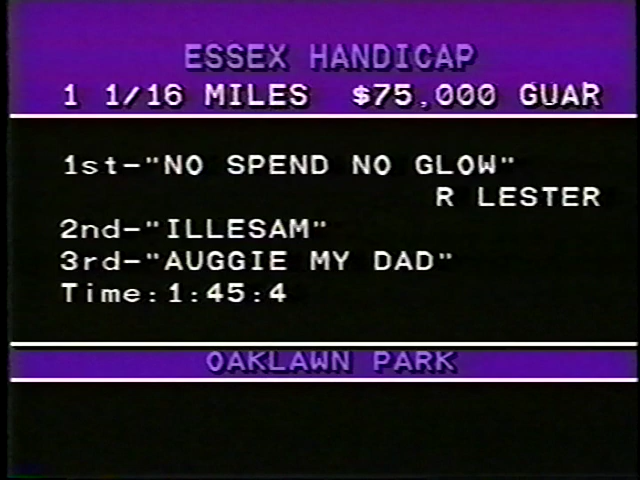 ESSEX HANDICAP
1 1/16 MILES $75,000 GUAR
1st-"NO SPEND NO GLOW"
R LESTER
2nd-"ILLESAM"
3rd-"AUGGIE MY DAD"
Time:1:45:4
OAKLAWN PARK